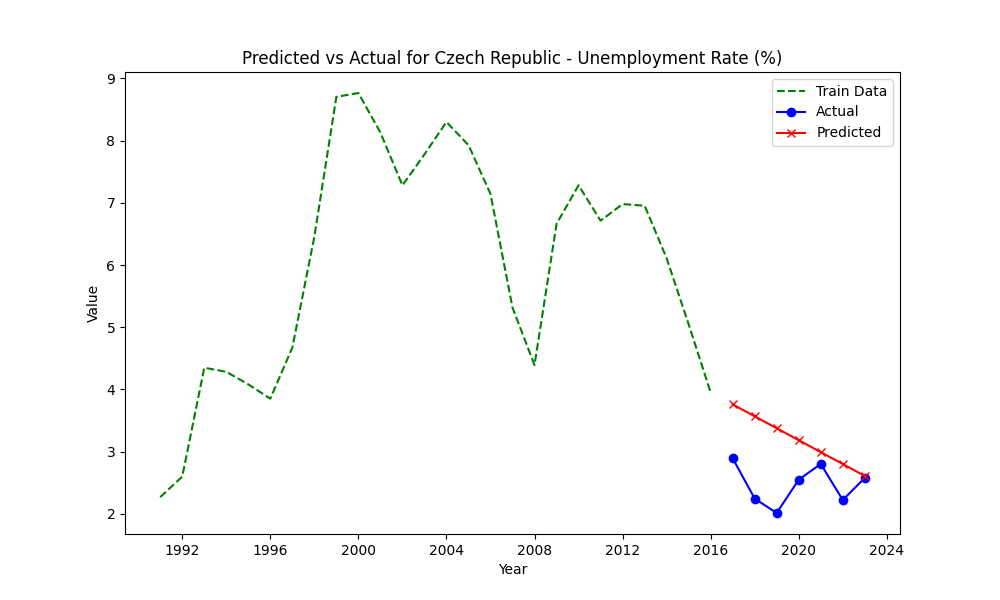 Predicted vs Actual for Czech Republic - Unemployment Rate (%)
Train Data
Actual
Predicted
Value
9
8
7
6
5
4
3
2
1992 1996 2000 2004 2008 2012 2016 2020 2024
Year